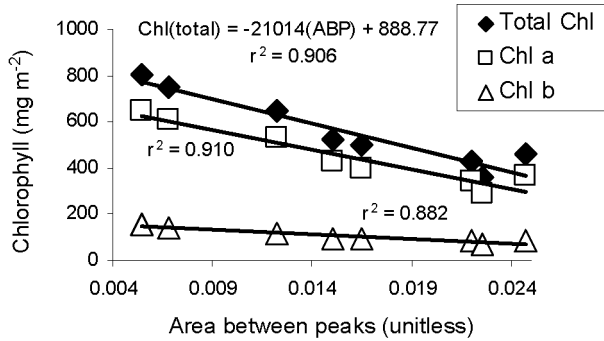 Chl(total) = -21014(ABP) + 888.77
r² = 0.906
Total Chl
Chl a
Chl b
Chlorophyll (mg m⁻²)
1000
800
600
400
200
0
r² = 0.910
r² = 0.882
0.004 0.009 0.014 0.019 0.024
Area between peaks (unitless)